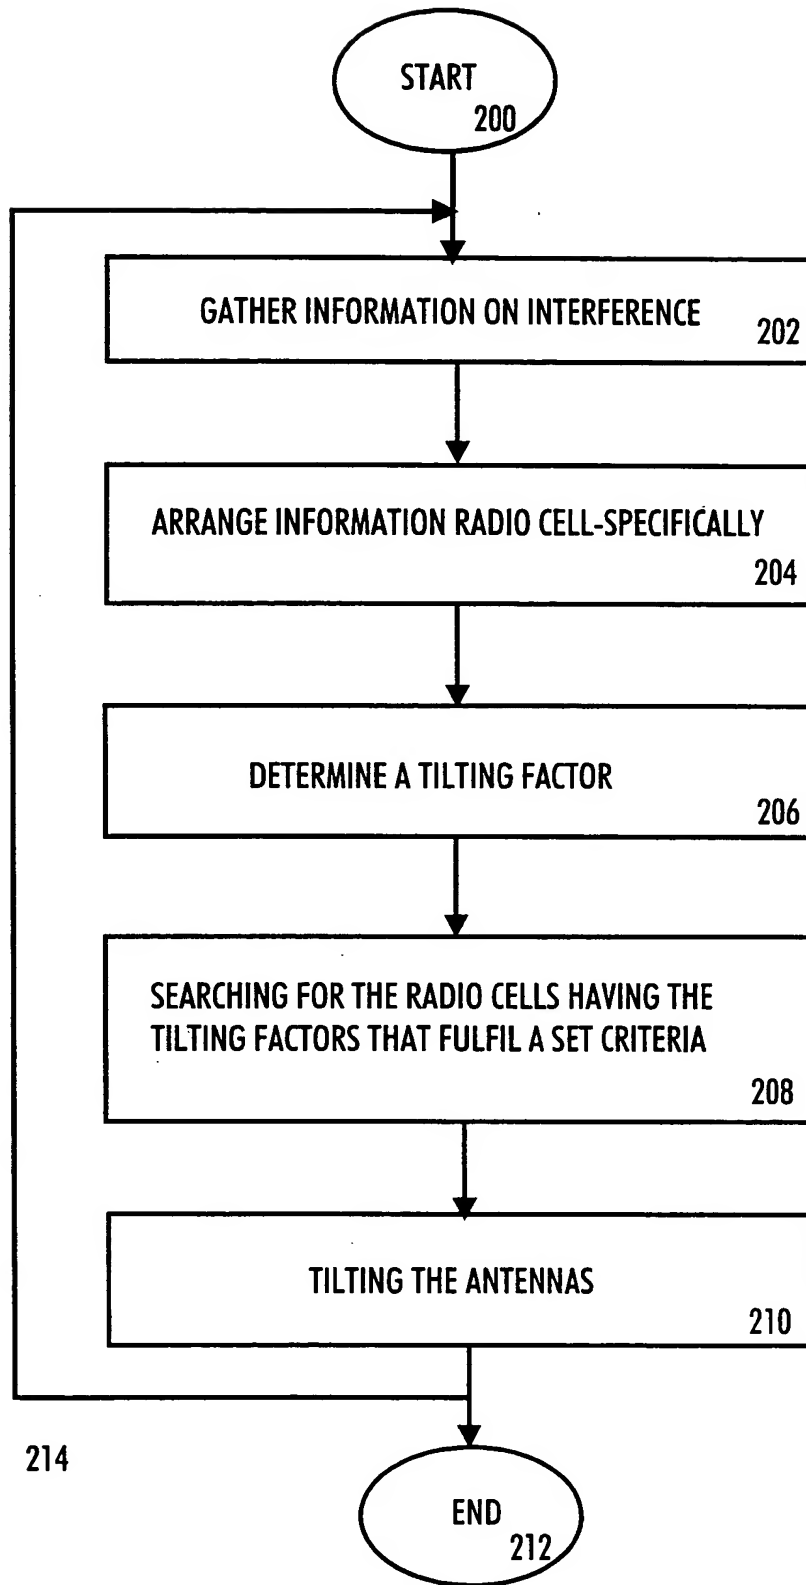 START
200
GATHER INFORMATION ON INTERFERENCE
202
ARRANGE INFORMATION RADIO CELL-SPECIFICALLY
204
DETERMINE A TILTING FACTOR
206
SEARCHING FOR THE RADIO CELLS HAVING THE
TILTING FACTORS THAT FULFIL A SET CRITERIA
208
TILTING THE ANTENNAS
210
214
END
212